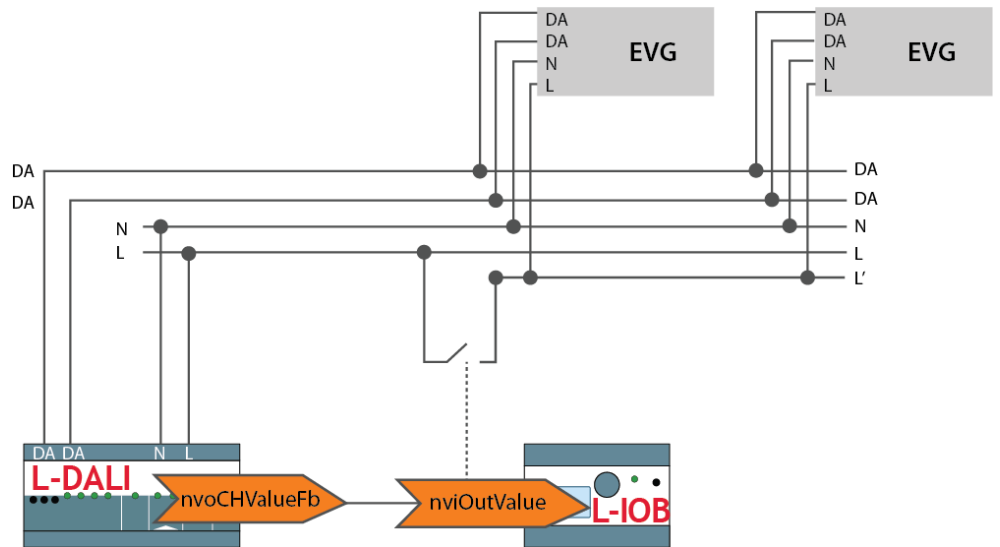 DA
DA
EVG
N
L
DA
DA
EVG
N
L
DA
DA
DA
DA
N
N
L
L
L’
DA DA N L
L-DALI
nvoCHValueFb
nviOutValue
L-IOB